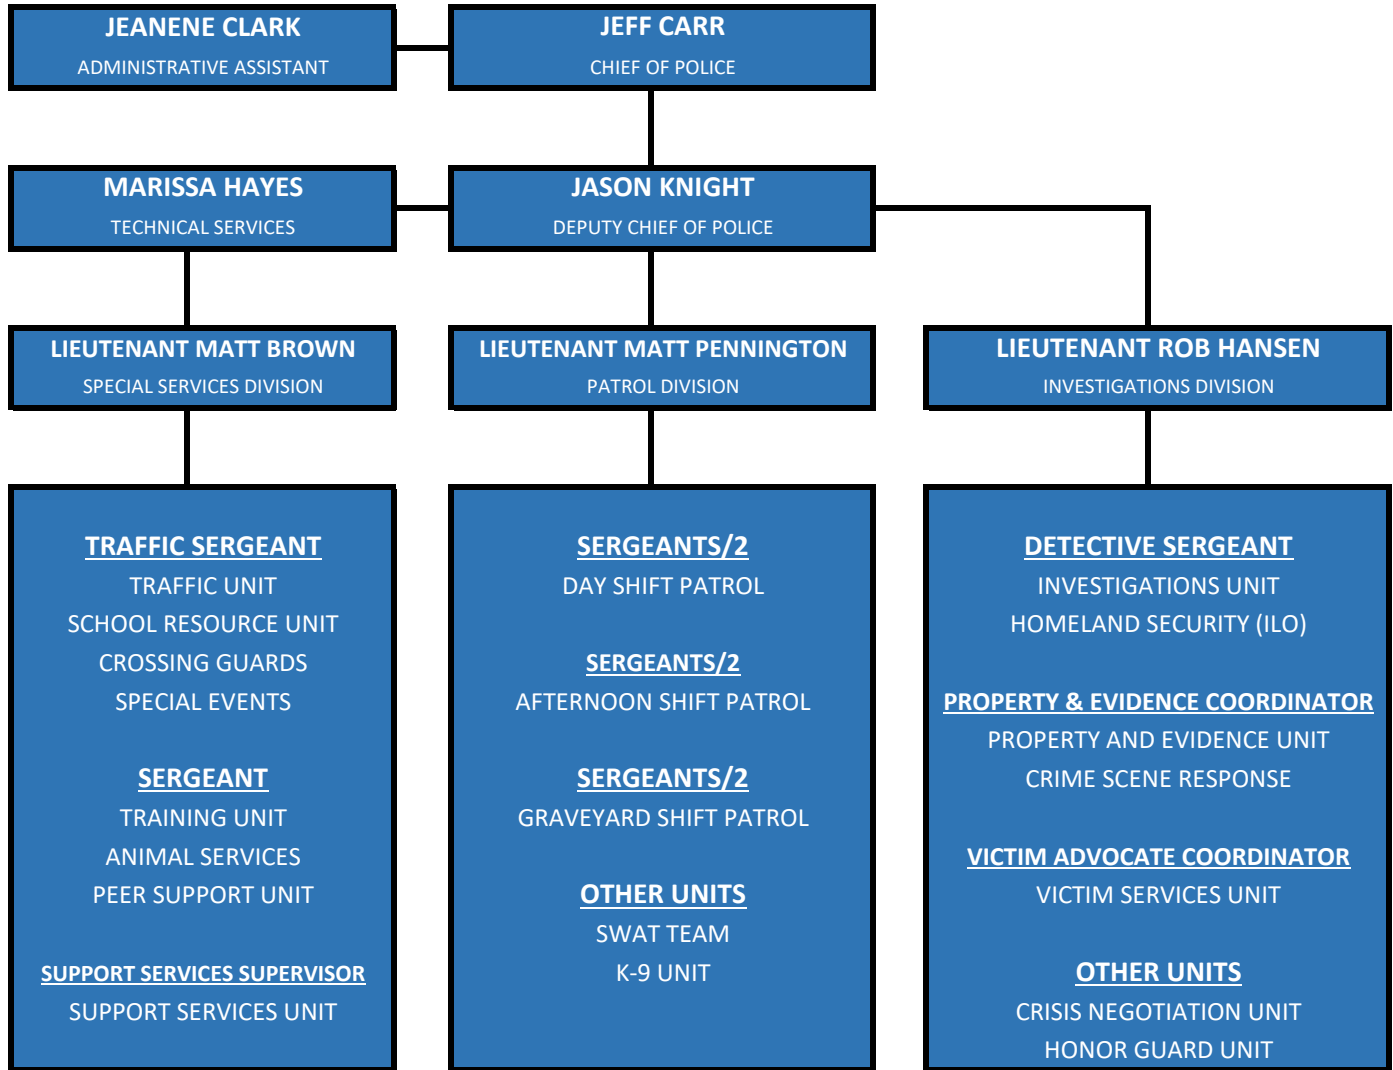 JEANENE CLARK
ADMINISTRATIVE ASSISTANT
JEFF CARR
CHIEF OF POLICE
MARISSA HAYES
TECHNICAL SERVICES
JASON KNIGHT
DEPUTY CHIEF OF POLICE
LIEUTENANT MATT BROWN
SPECIAL SERVICES DIVISION
LIEUTENANT MATT PENNINGTON
PATROL DIVISION
LIEUTENANT ROB HANSEN
INVESTIGATIONS DIVISION
TRAFFIC SERGEANT
TRAFFIC UNIT
SCHOOL RESOURCE UNIT
CROSSING GUARDS
SPECIAL EVENTS
SERGEANT
TRAINING UNIT
ANIMAL SERVICES
PEER SUPPORT UNIT
SUPPORT SERVICES SUPERVISOR
SUPPORT SERVICES UNIT
SERGEANTS/2
DAY SHIFT PATROL
SERGEANTS/2
AFTERNOON SHIFT PATROL
SERGEANTS/2
GRAVEYARD SHIFT PATROL
OTHER UNITS
SWAT TEAM
K-9 UNIT
DETECTIVE SERGEANT
INVESTIGATIONS UNIT
HOMELAND SECURITY (ILO)
PROPERTY & EVIDENCE COORDINATOR
PROPERTY AND EVIDENCE UNIT
CRIME SCENE RESPONSE
VICTIM ADVOCATE COORDINATOR
VICTIM SERVICES UNIT
OTHER UNITS
CRISIS NEGOTIATION UNIT
HONOR GUARD UNIT